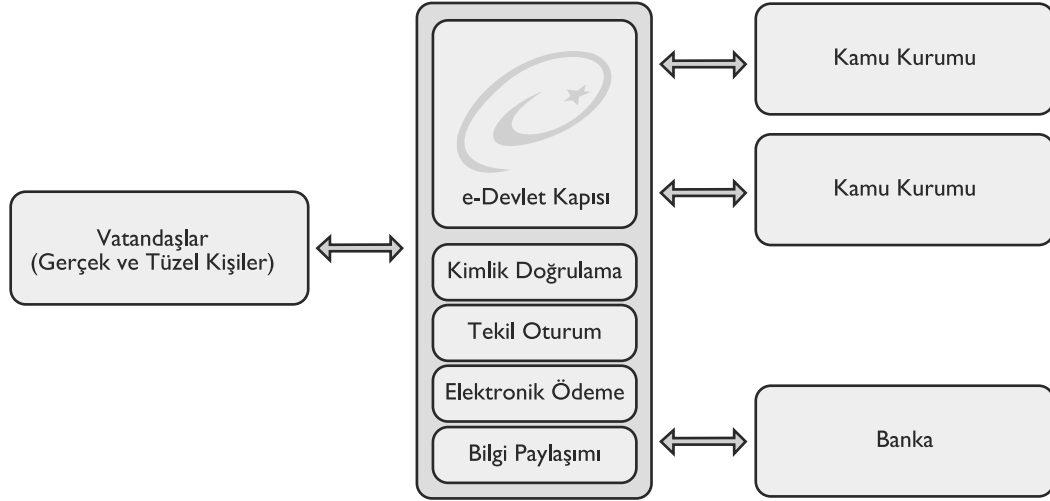 Vatandaşlar
(Gerçek ve Tüzel Kişiler)
e-Devlet Kapısı
Kimlik Doğrulama
Tekil Oturum
Elektronik Ödeme
Bilgi Paylaşımı
Kamu Kurumu
Kamu Kurumu
Banka